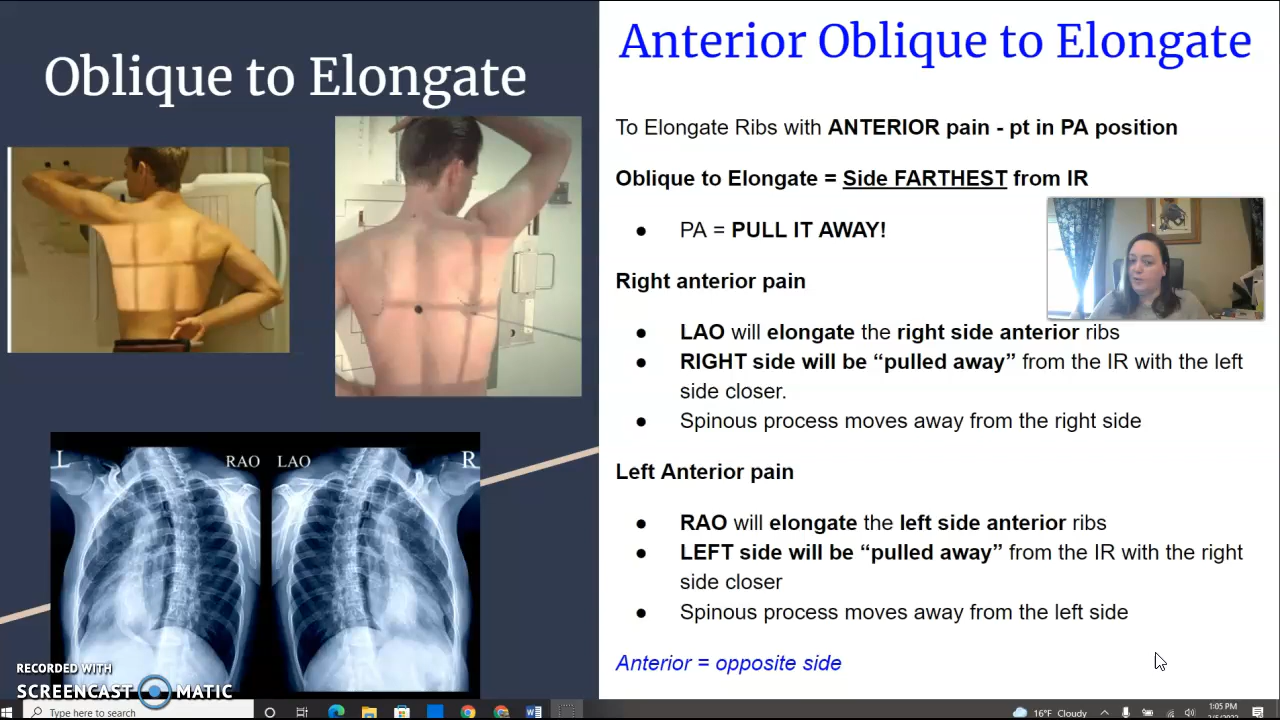 Oblique to Elongate
L
RAO
LAO
R
RECORDED WITH
SCREENCAST MATIC
Anterior Oblique to Elongate
To Elongate Ribs with ANTERIOR pain - pt in PA position
Oblique to Elongate = Side FARTHEST from IR
● PA = PULL IT AWAY!
Right anterior pain
● LAO will elongate the right side anterior ribs
● RIGHT side will be “pulled away” from the IR with the left
side closer.
● Spinous process moves away from the right side
Left Anterior pain
● RAO will elongate the left side anterior ribs
● LEFT side will be “pulled away” from the IR with the right
side closer
● Spinous process moves away from the left side
Anterior = opposite side
Type here to search
16°F Cloudy
1:05 PM